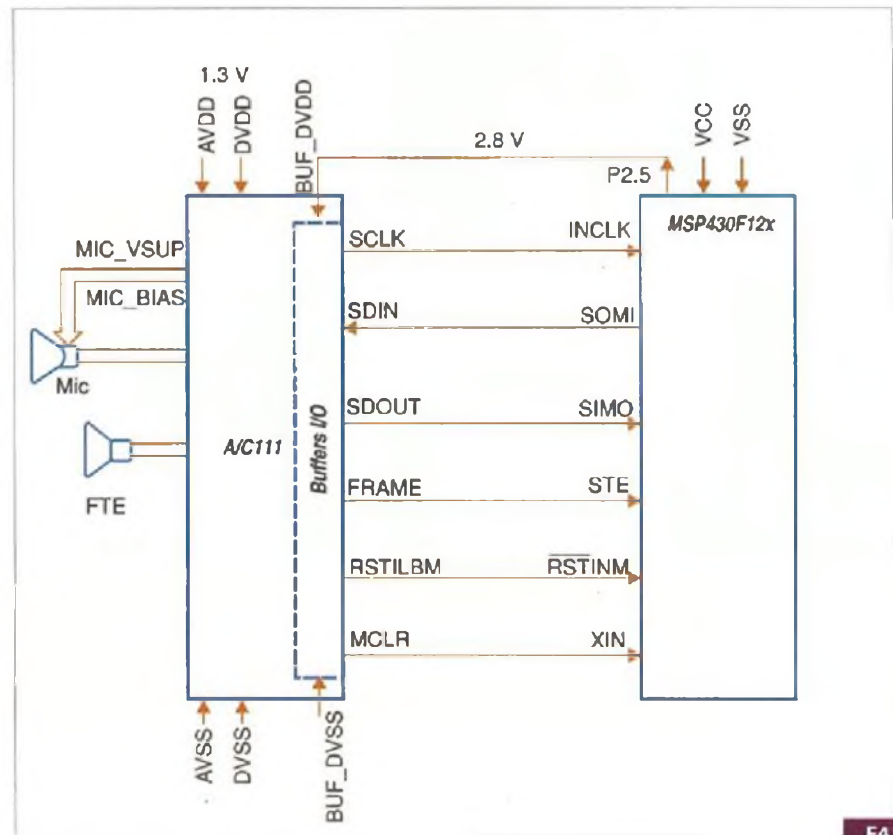 1.3 V
AVDD
DVDD
BUF_DVDD
2.8 V
P2.5
VCC
VSS
MSP430F12x
MIC_VSUP
MIC_BIAS
Mic
FTE
A/C111
Buffers I/O
SCLK
INCLK
SDIN
SOMI
SDOUT
SIMO
FRAME
STE
RSTILBM
RSTINM
MCLR
XIN
AVSS
DVSS
BUF_DVSS